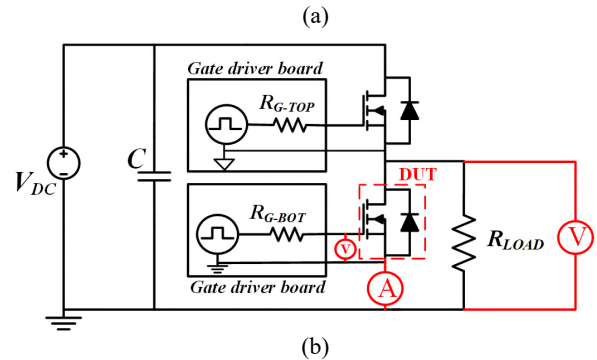 (a)
Gate driver board
R_G-TOP
C
V_DC
+
−
DUT
R_G-BOT
V
R_LOAD
V
A
Gate driver board
(b)